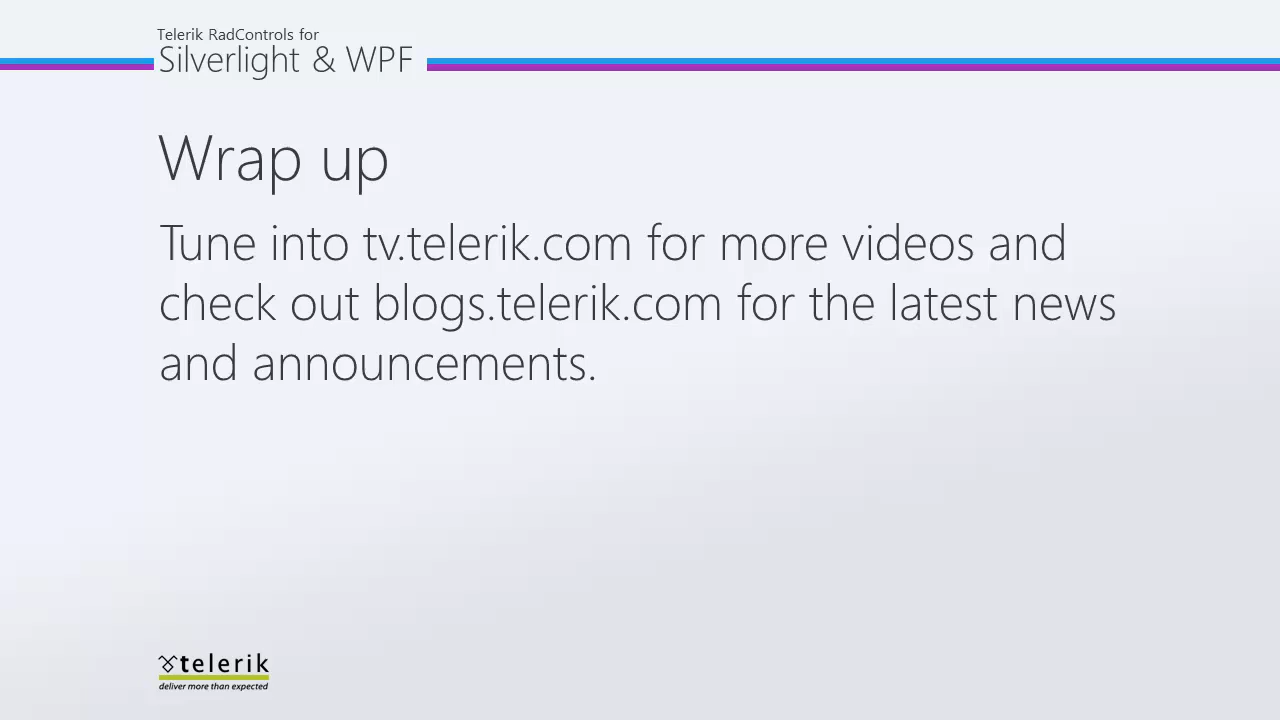 Telerik RadControls for
Silverlight & WPF
Wrap up
Tune into tv.telerik.com for more videos and
check out blogs.telerik.com for the latest news
and announcements.
telerik
deliver more than expected